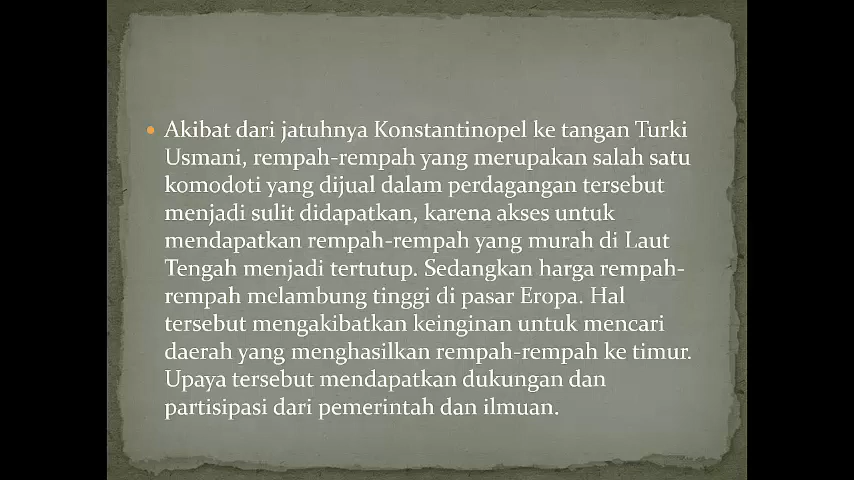 Akibat dari jatuhnya Konstantinopel ke tangan Turki
Usmani, rempah-rempah yang merupakan salah satu
komodoti yang dijual dalam perdagangan tersebut
menjadi sulit didapatkan, karena akses untuk
mendapatkan rempah-rempah yang murah di Laut
Tengah menjadi tertutup. Sedangkan harga rempah-
rempah melambung tinggi di pasar Eropa. Hal
tersebut mengakibatkan keinginan untuk mencari
daerah yang menghasilkan rempah-rempah ke timur.
Upaya tersebut mendapatkan dukungan dan
partisipasi dari pemerintah dan ilmuan.